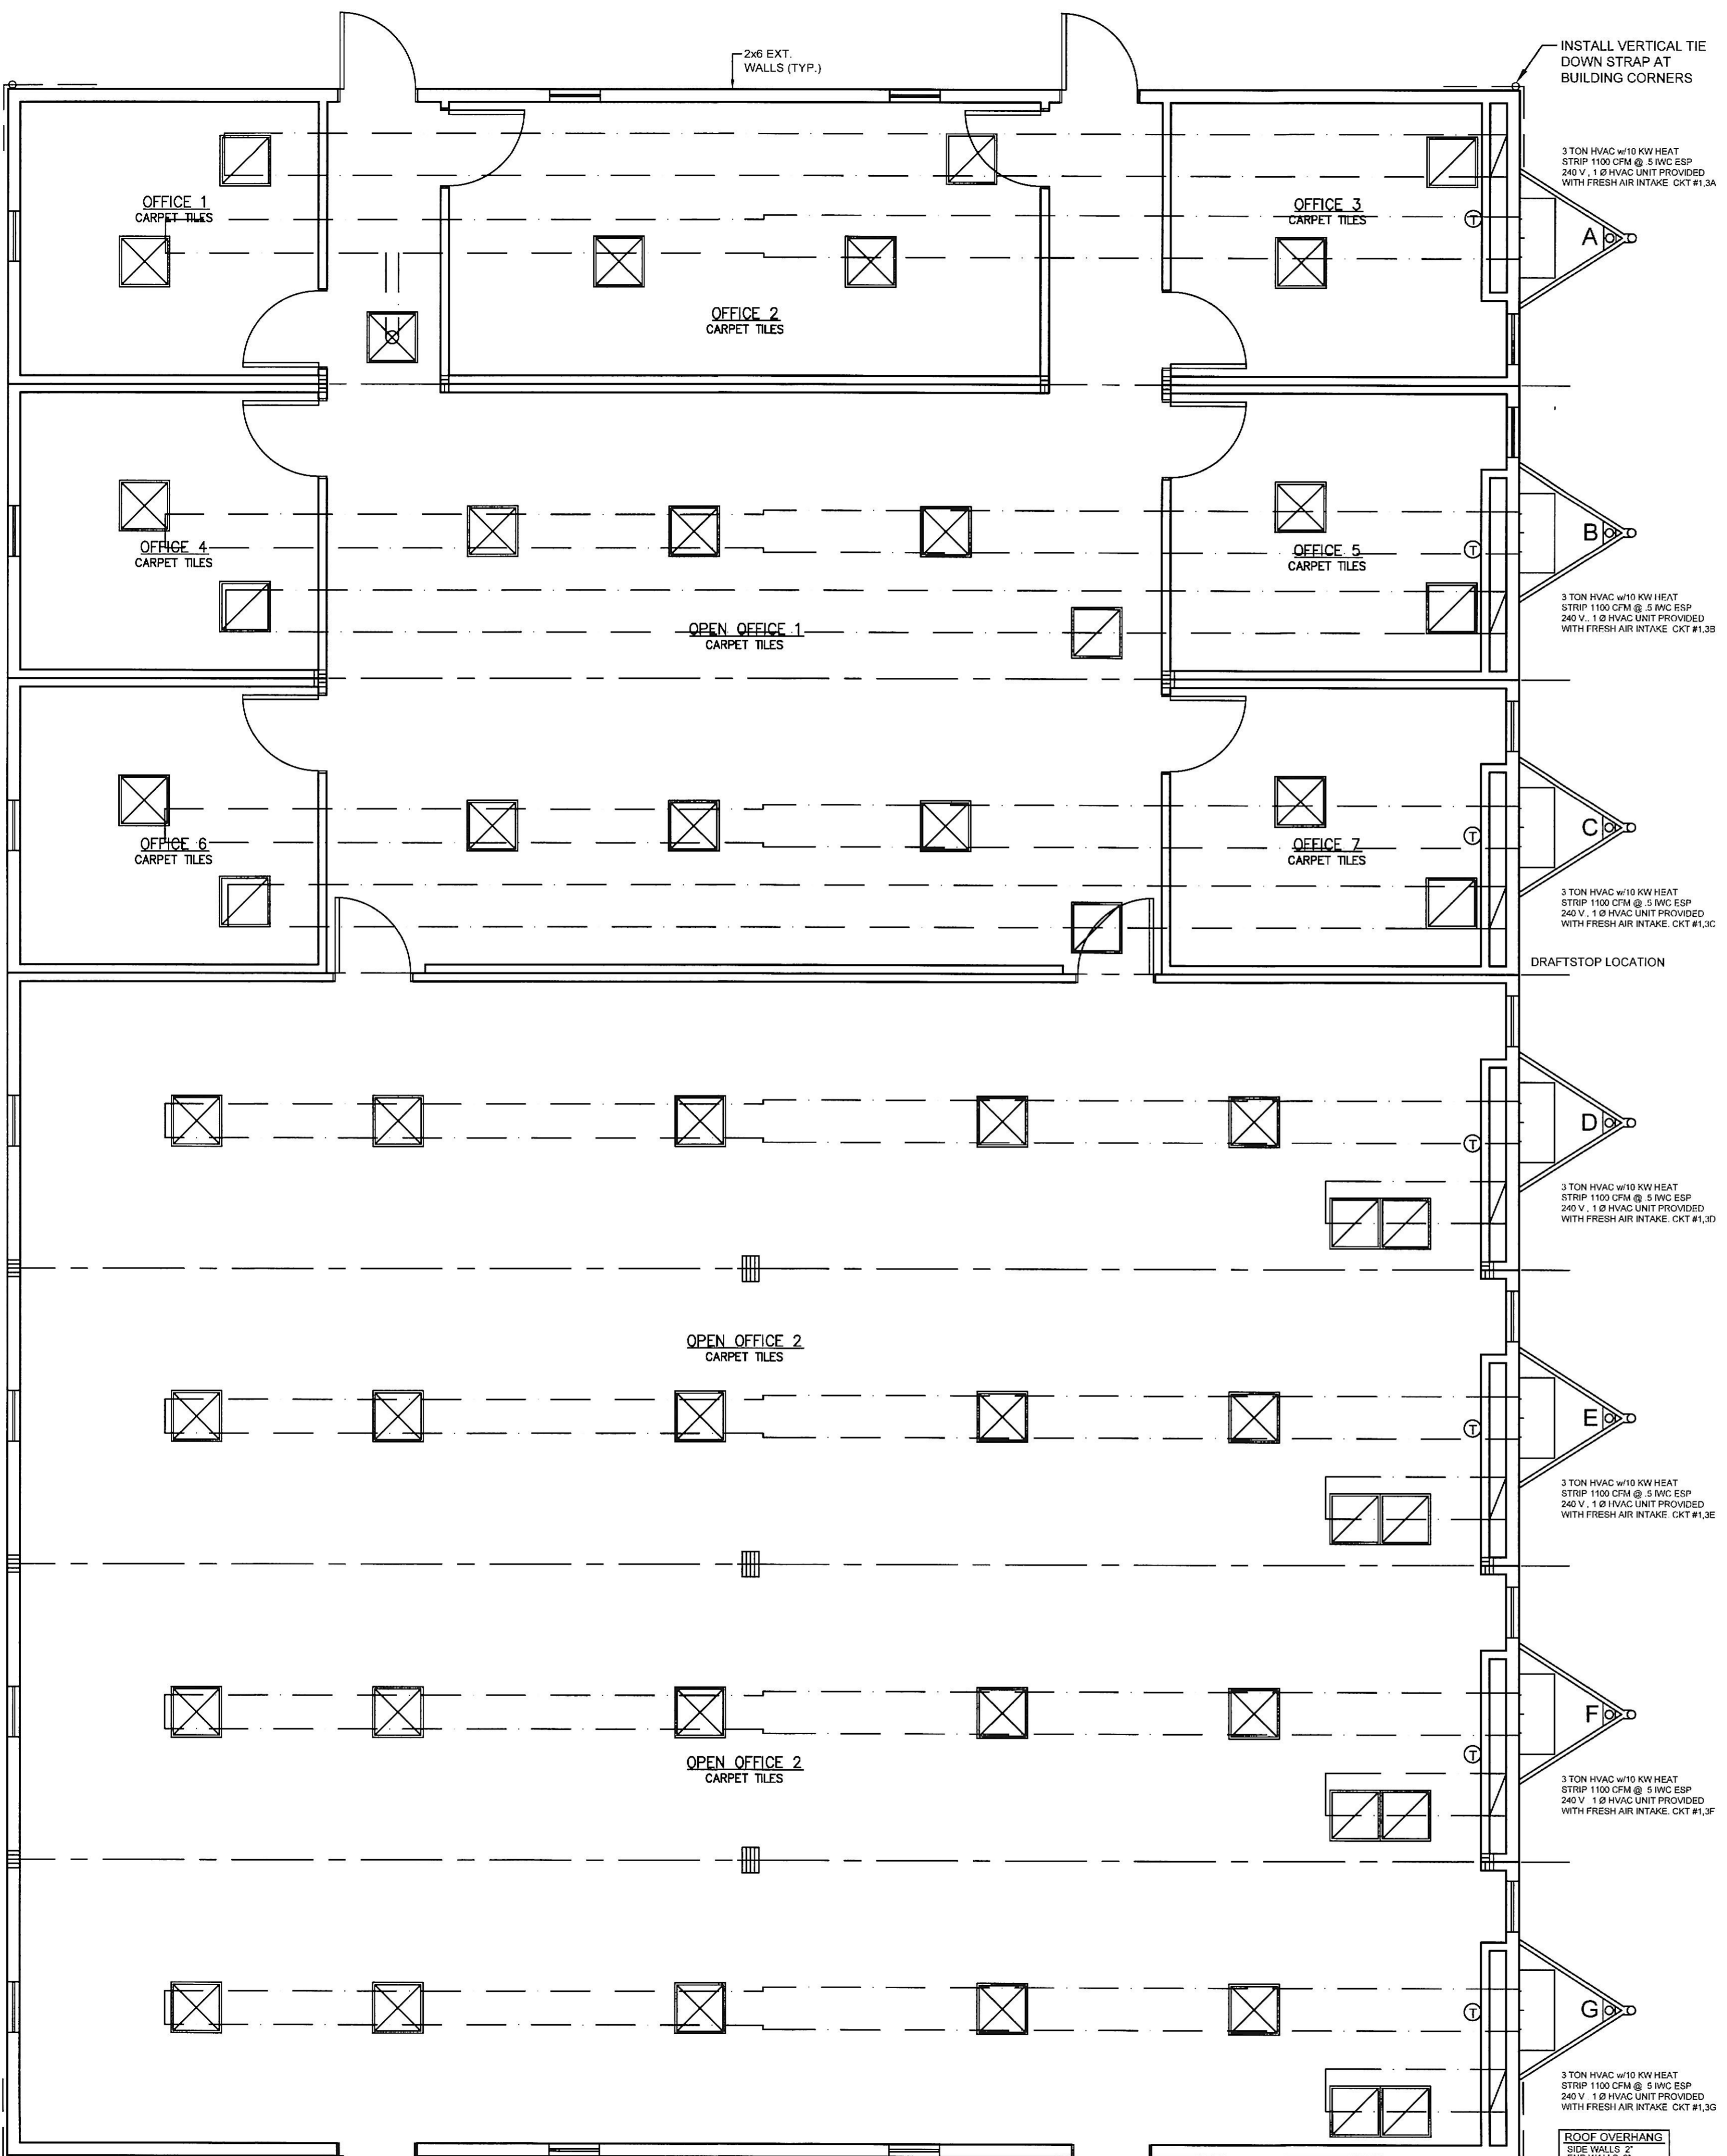 2x6 EXT.
WALLS (TYP.)
INSTALL VERTICAL TIE
DOWN STRAP AT
BUILDING CORNERS
3 TON HVAC w/10 KW HEAT
STRIP 1100 CFM @ .5 IWC ESP
240 V , 1 Ø HVAC UNIT PROVIDED
WITH FRESH AIR INTAKE CKT #1,3A
OFFICE 1
CARPET TILES
OFFICE 3
CARPET TILES
T
A
OFFICE 2
CARPET TILES
OFFICE 4
CARPET TILES
OFFICE 5
CARPET TILES
T
B
3 TON HVAC w/10 KW HEAT
STRIP 1100 CFM @ .5 IWC ESP
240 V., 1 Ø HVAC UNIT PROVIDED
WITH FRESH AIR INTAKE CKT #1,3B
OPEN OFFICE 1
CARPET TILES
OFFICE 6
CARPET TILES
OFFICE 7
CARPET TILES
T
C
3 TON HVAC w/10 KW HEAT
STRIP 1100 CFM @ .5 IWC ESP
240 V , 1 Ø HVAC UNIT PROVIDED
WITH FRESH AIR INTAKE. CKT #1,3C
DRAFTSTOP LOCATION
T
D
3 TON HVAC w/10 KW HEAT
STRIP 1100 CFM @ .5 IWC ESP
240 V , 1 Ø HVAC UNIT PROVIDED
WITH FRESH AIR INTAKE. CKT #1,3D
OPEN OFFICE 2
CARPET TILES
T
E
3 TON HVAC w/10 KW HEAT
STRIP 1100 CFM @ .5 IWC ESP
240 V , 1 Ø HVAC UNIT PROVIDED
WITH FRESH AIR INTAKE. CKT #1,3E
OPEN OFFICE 2
CARPET TILES
T
F
3 TON HVAC w/10 KW HEAT
STRIP 1100 CFM @ 5 IWC ESP
240 V 1 Ø HVAC UNIT PROVIDED
WITH FRESH AIR INTAKE. CKT #1,3F
T
G
3 TON HVAC w/10 KW HEAT
STRIP 1100 CFM @ 5 IWC ESP
240 V 1 Ø HVAC UNIT PROVIDED
WITH FRESH AIR INTAKE CKT #1,3G
ROOF OVERHANG
SIDE WALLS 2"